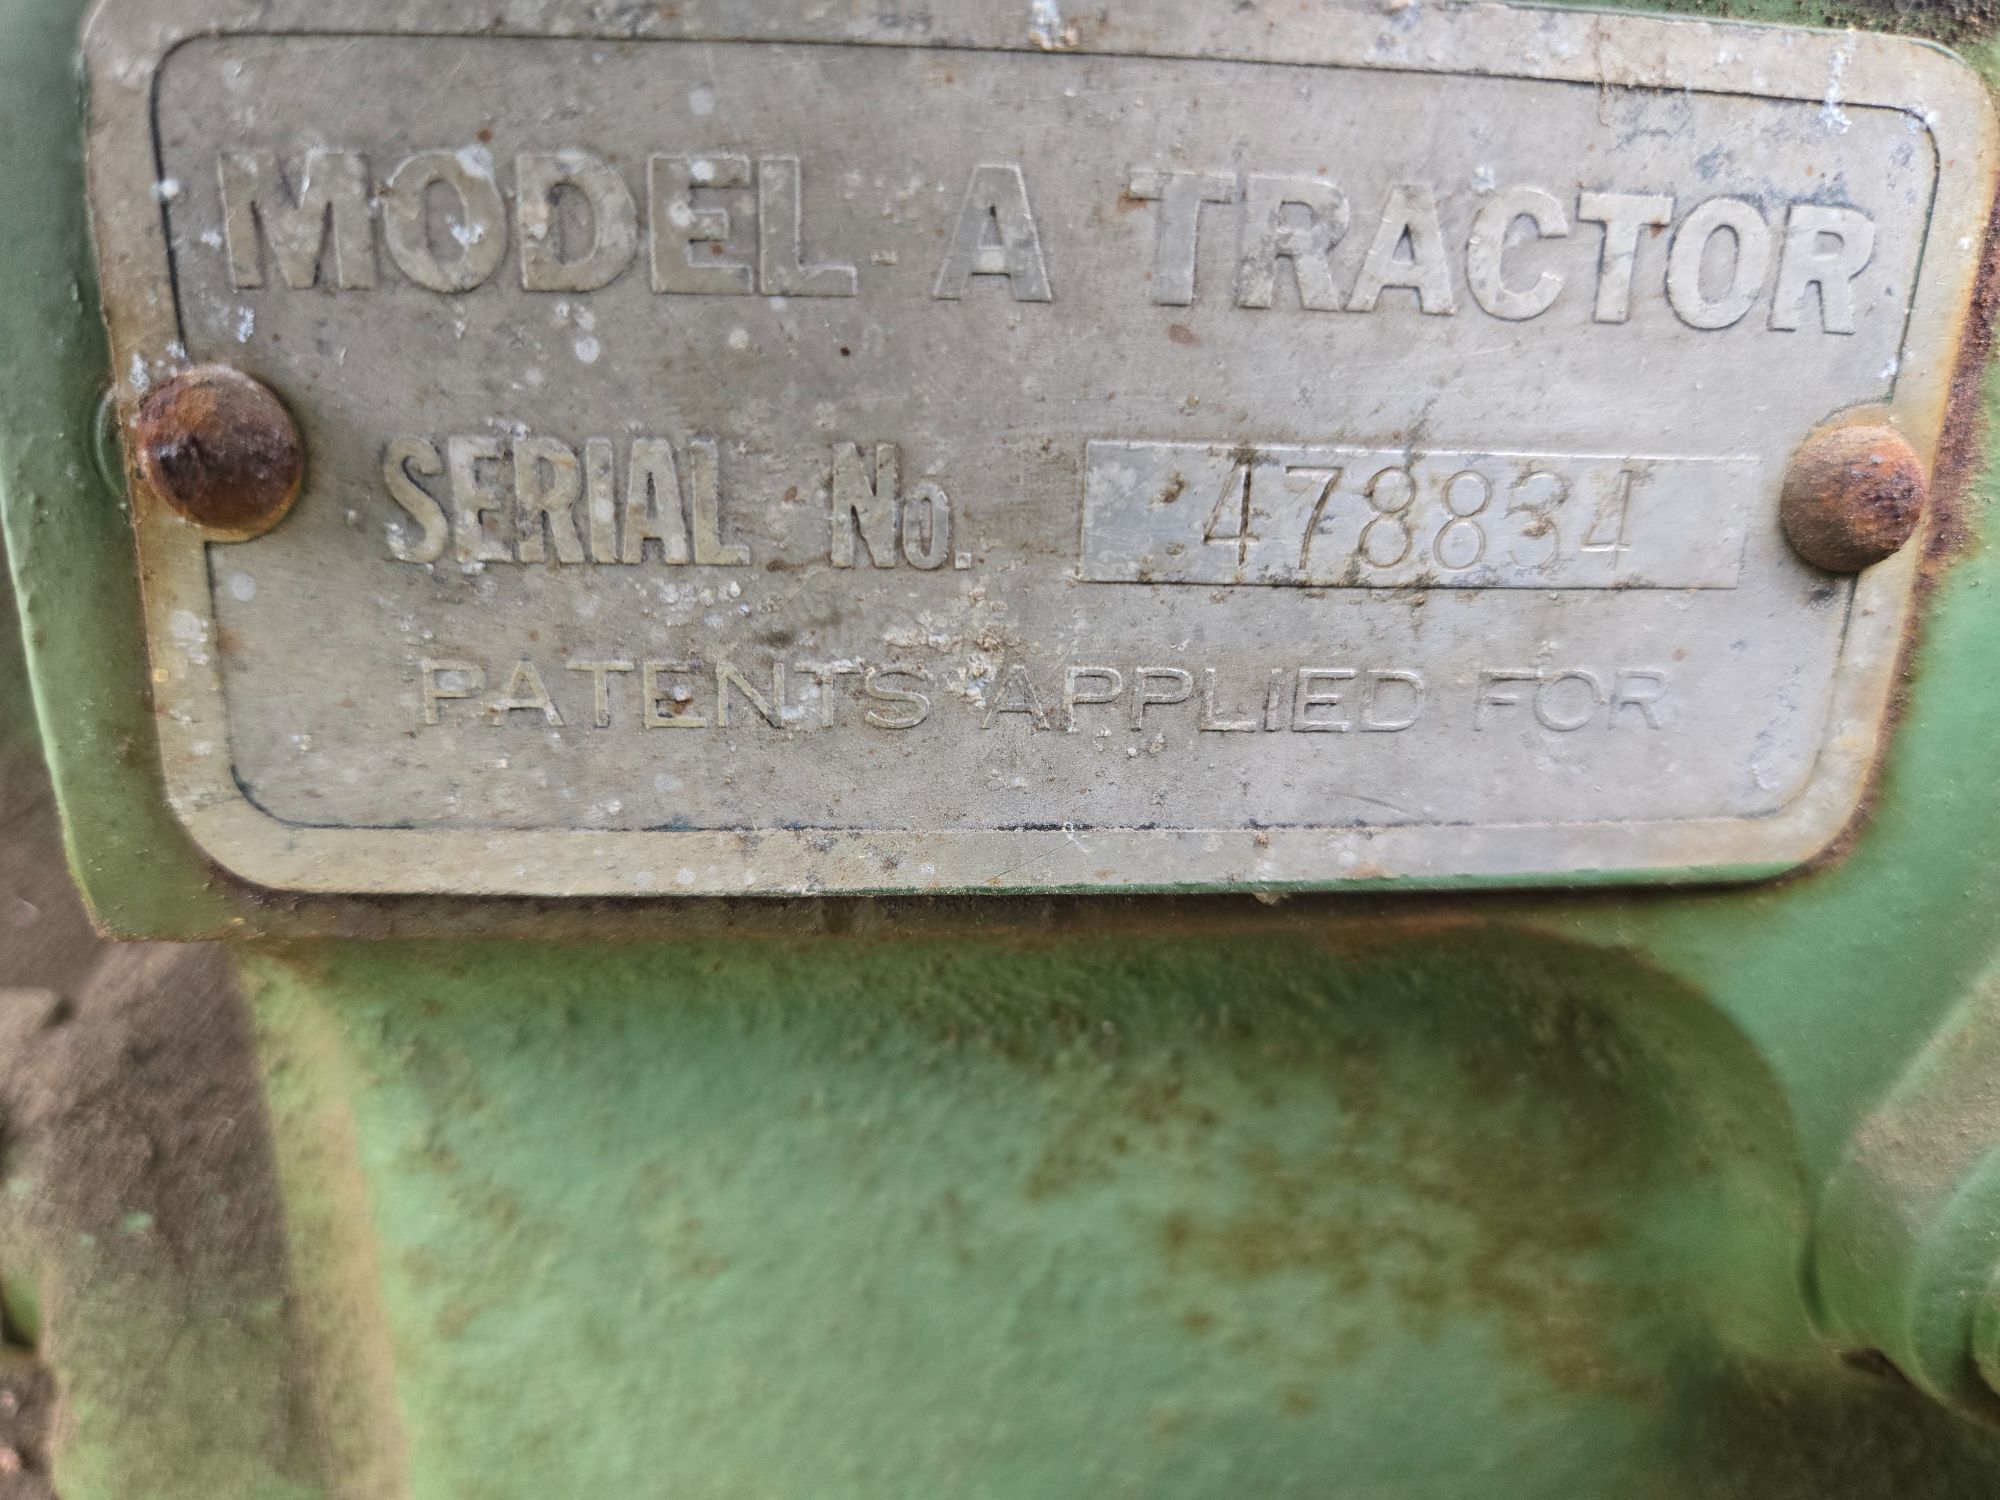 MODEL A TRACTOR
SERIAL No. 478834
PATENTS APPLIED FOR